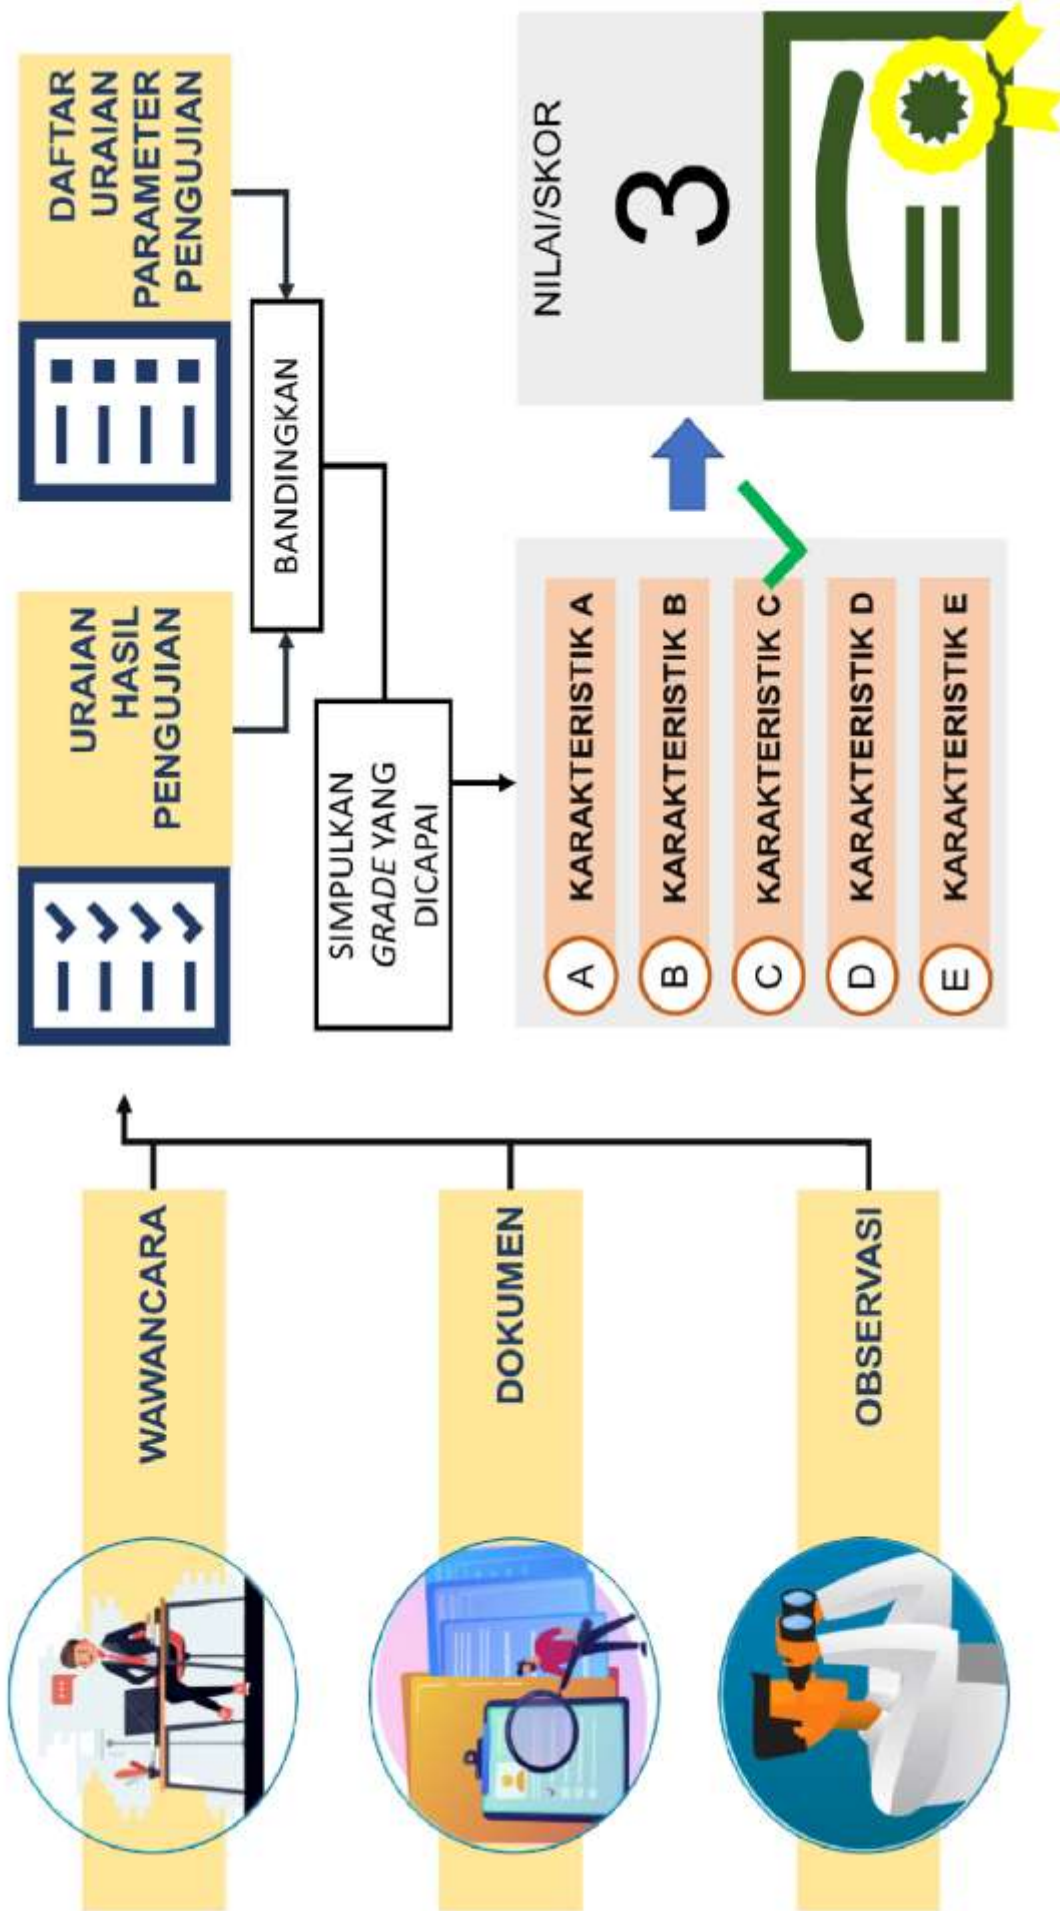 WAWANCARA
DOKUMEN
OBSERVASI
URAIAN
HASIL
PENGUJIAN
DAFTAR
URAIAN
PARAMETER
PENGUJIAN
BANDINGKAN
SIMPULKAN
GRADE YANG
DICAPAI
A KARAKTERISTIK A
B KARAKTERISTIK B
C KARAKTERISTIK C
D KARAKTERISTIK D
E KARAKTERISTIK E
NILAI/SKOR
3